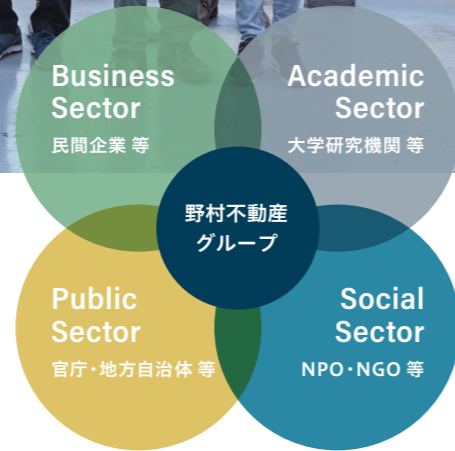 Business
Sector
民間企業 等
Academic
Sector
大学研究機関 等
野村不動産
グループ
Public
Sector
官庁・地方自治体 等
Social
Sector
NPO・NGO 等